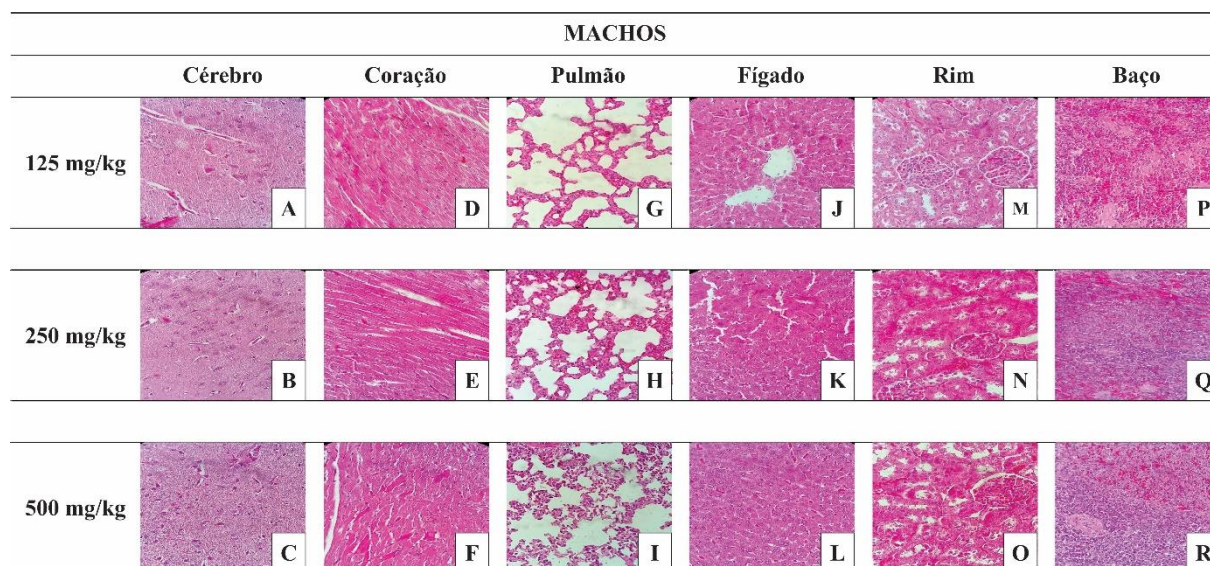 MACHOS
Cérebro Coração Pulmão Fígado Rim Baço
125 mg/kg A D G J M P
250 mg/kg B E H K N Q
500 mg/kg C F I L O R